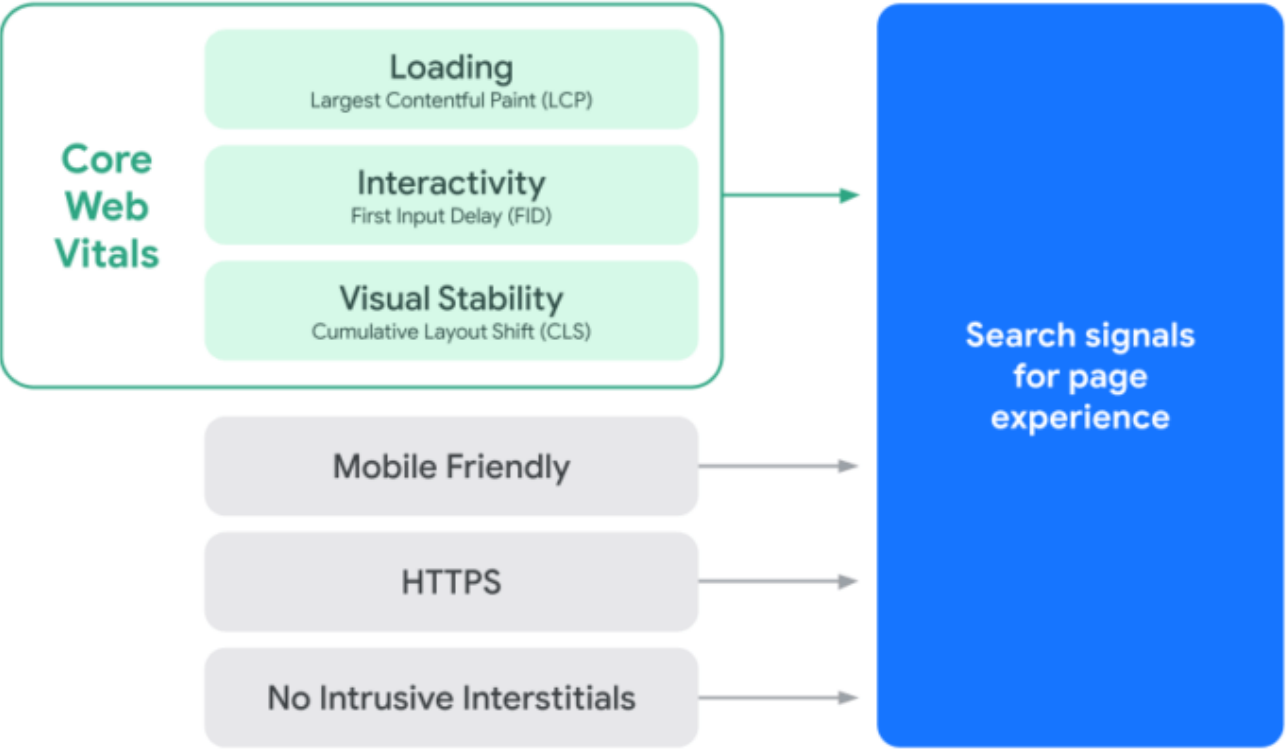 Core
Web
Vitals
Loading
Largest Contentful Paint (LCP)
Interactivity
First Input Delay (FID)
Visual Stability
Cumulative Layout Shift (CLS)
Mobile Friendly
HTTPS
No Intrusive Interstitials
Search signals
for page
experience